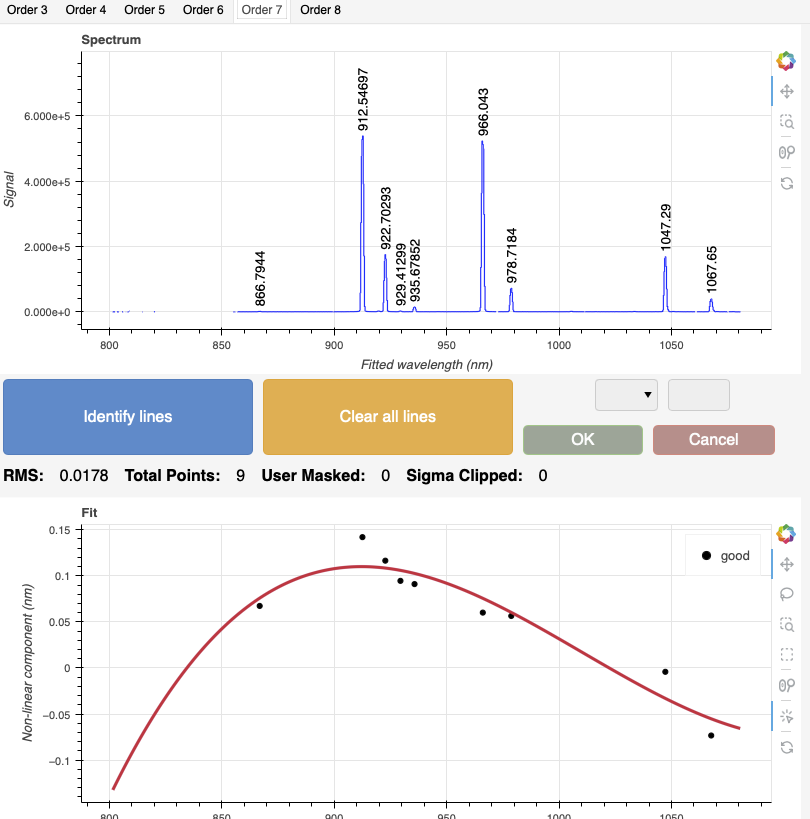 Order 3 Order 4 Order 5 Order 6 Order 7 Order 8
Spectrum
Signal
6.000e+5
4.000e+5
2.000e+5
0.000e+0
866.7944
912.54697
922.70293
929.41299
935.67852
966.043
978.7184
1047.29
1067.65
800 850 900 950 1000 1050
Fitted wavelength (nm)
Identify lines
Clear all lines
OK
Cancel
RMS: 0.0178 Total Points: 9 User Masked: 0 Sigma Clipped: 0
Fit
Non-linear component (nm)
0.15
0.1
0.05
0
−0.05
−0.1
good
800 850 900 950 1000 1050